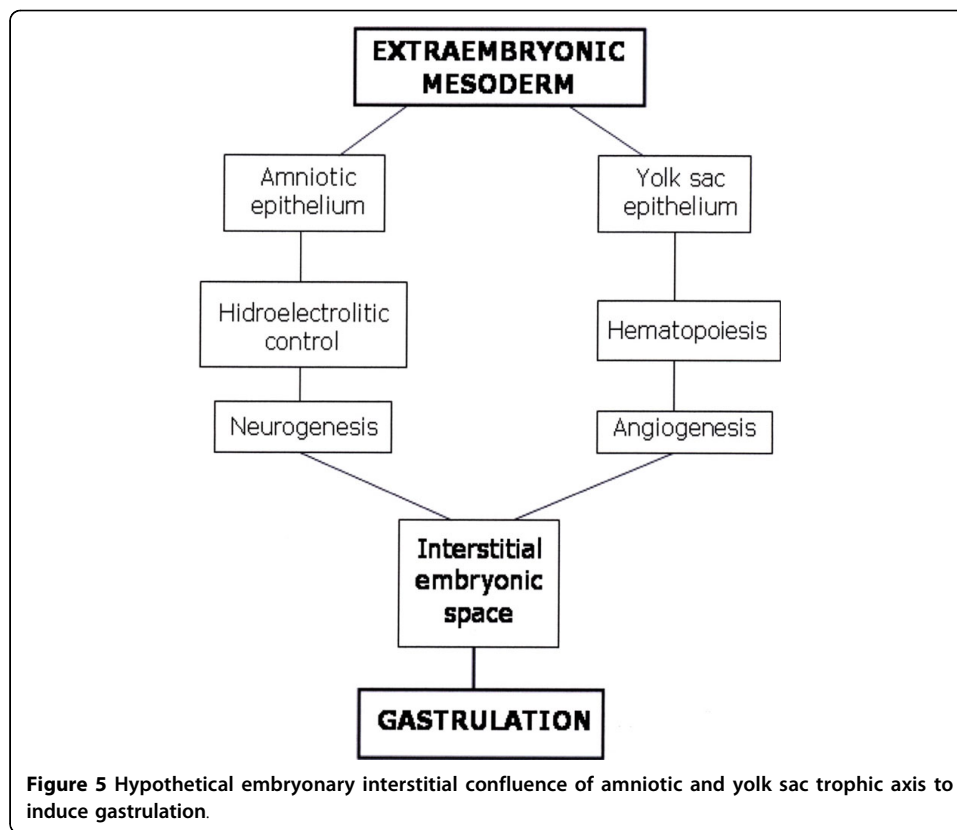 EXTRAEMBRYONIC
MESODERM
Amniotic
epithelium
Yolk sac
epithelium
Hidroelectrolitic
control
Hematopoiesis
Neurogenesis
Angiogenesis
Interstitial
embryonic
space
GASTRULATION
Figure 5 Hypothetical embryonary interstitial confluence of amniotic and yolk sac trophic axis to
induce gastrulation.